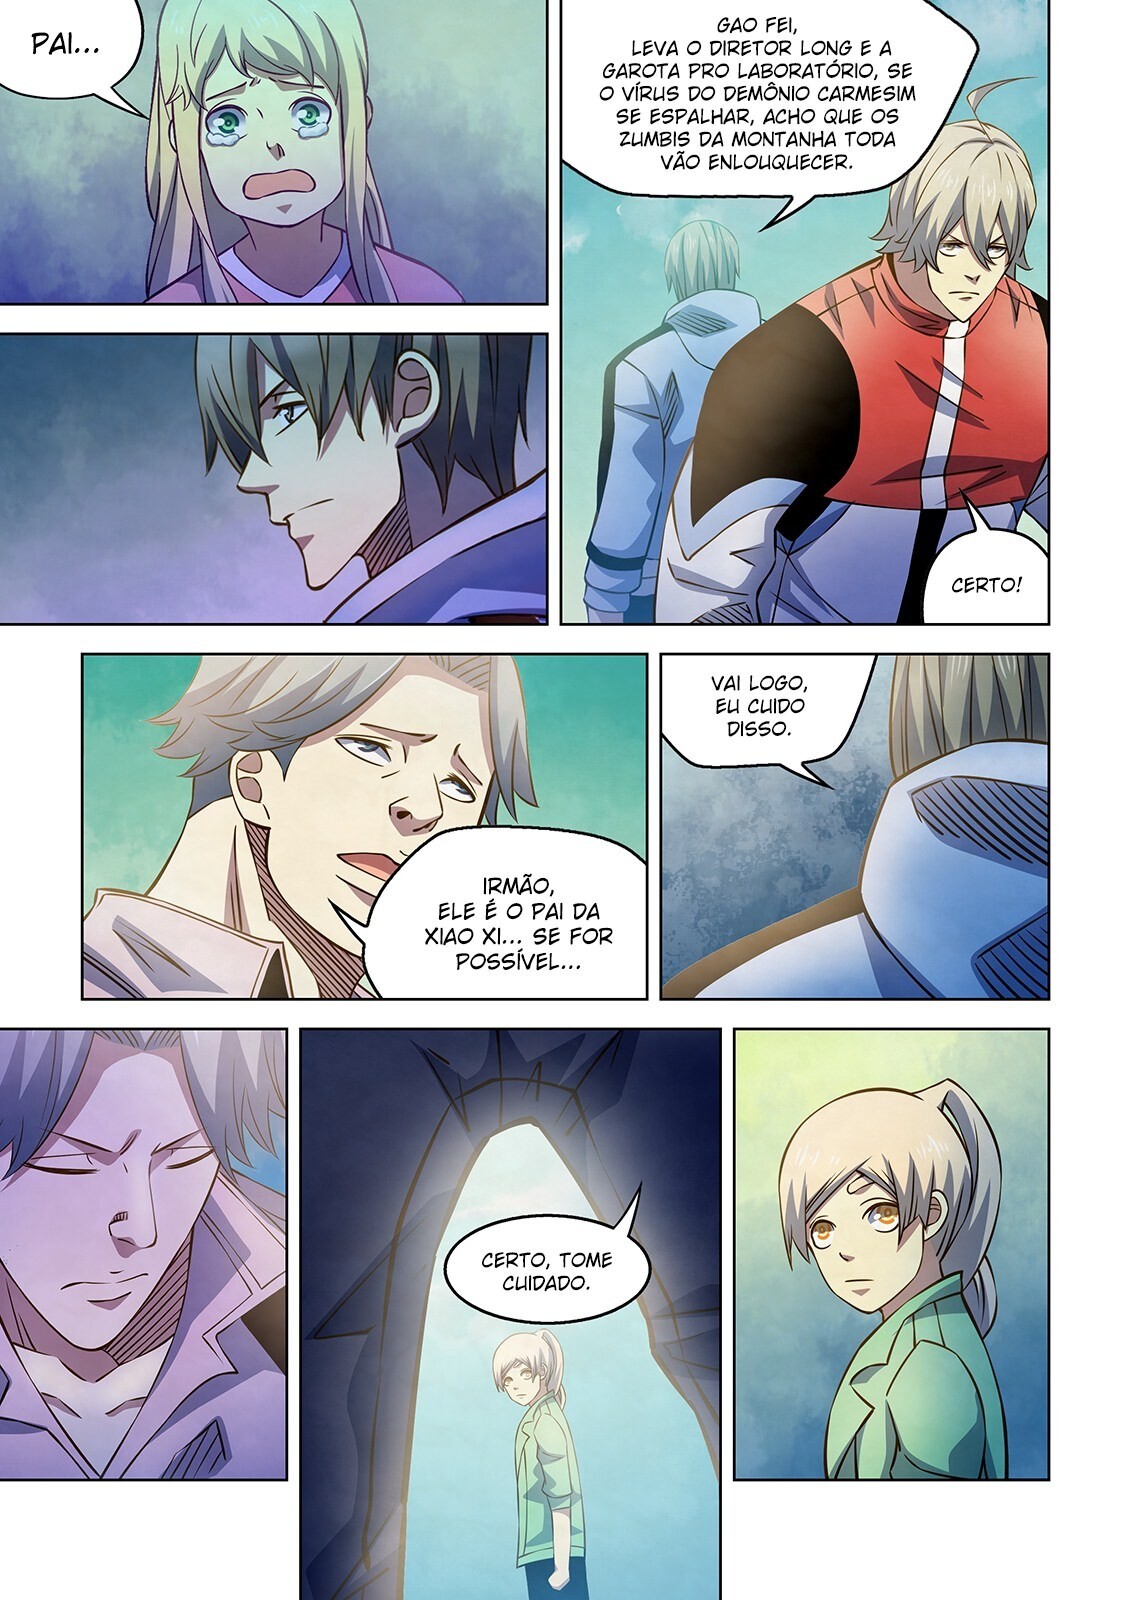 PAI...
GAO FEI,
LEVA O DIRETOR LONG E A
GAROTA PRO LABORATÓRIO, SE
O VÍRUS DO DEMÔNIO CARMESIM
SE ESPALHAR, ACHO QUE OS
ZUMBIS DA MONTANHA TODA
VÃO ENLOUQUECER.
CERTO!
IRMÃO,
ELE É O PAI DA
XIAO XI... SE FOR
POSSÍVEL...
VAI LOGO,
EU CUIDO
DISSO.
CERTO, TOME
CUIDADO.